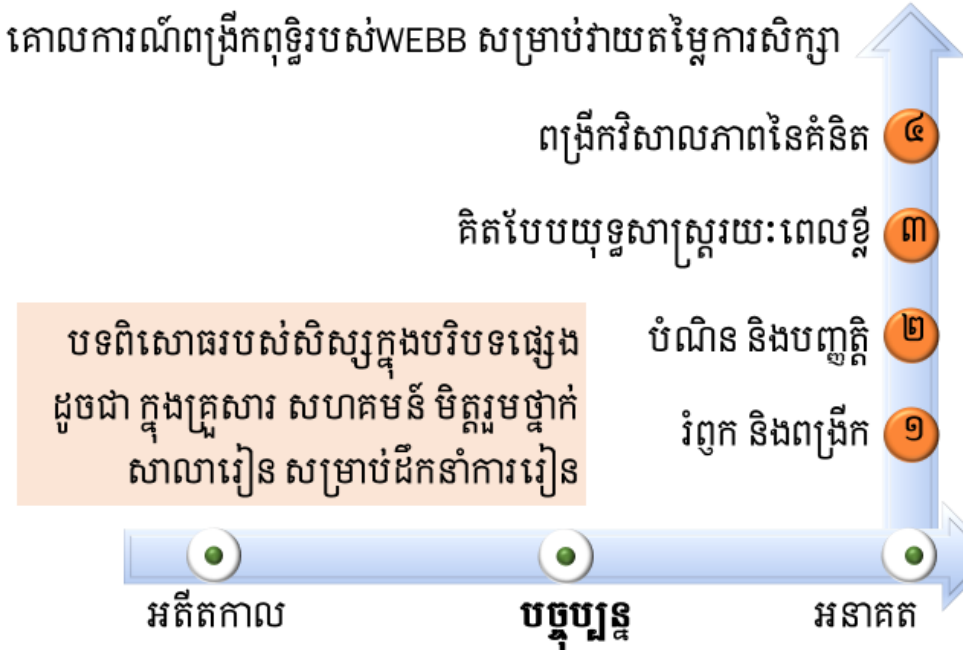 គោលការណ៍ពង្រីកពុទ្ធិរបស់WEBB សម្រាប់វាយតម្លៃការសិក្សា
ពង្រីកវិសាលភាពនៃគំនិត ៤
គិតបែបយុទ្ធសាស្ត្ររយៈពេលខ្លី ៣
បំណិន និងបញ្ញត្តិ ២
រំឭក និងពង្រីក ១
បទពិសោធរបស់សិស្សក្នុងបរិបទផ្សេង
ដូចជា ក្នុងគ្រួសារ សហគមន៍ មិត្តរួមថ្នាក់
សាលារៀន សម្រាប់ដឹកនាំការរៀន
អតីតកាល បច្ចុប្បន្ន អនាគត